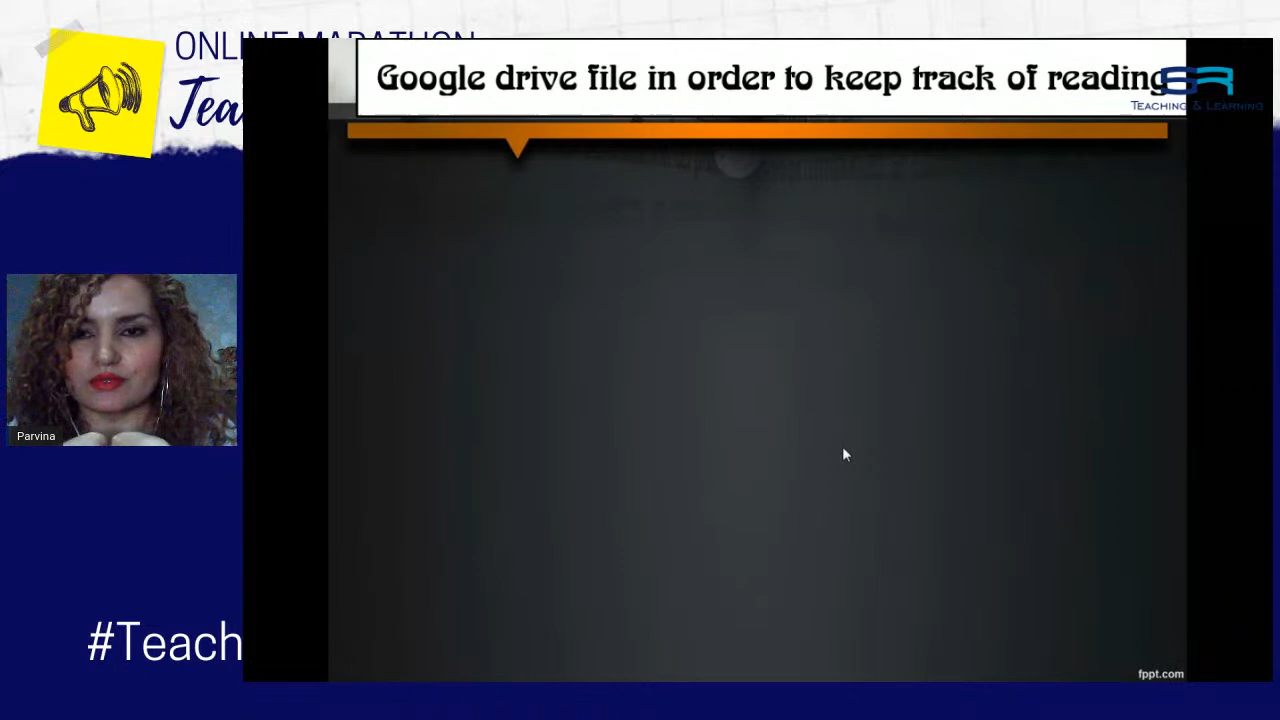 ONLINE MARATHON
Tea
Google drive file in order to keep track of reading
SR
TEACHING & LEARNING
Parvina
#Teach
fppt.com